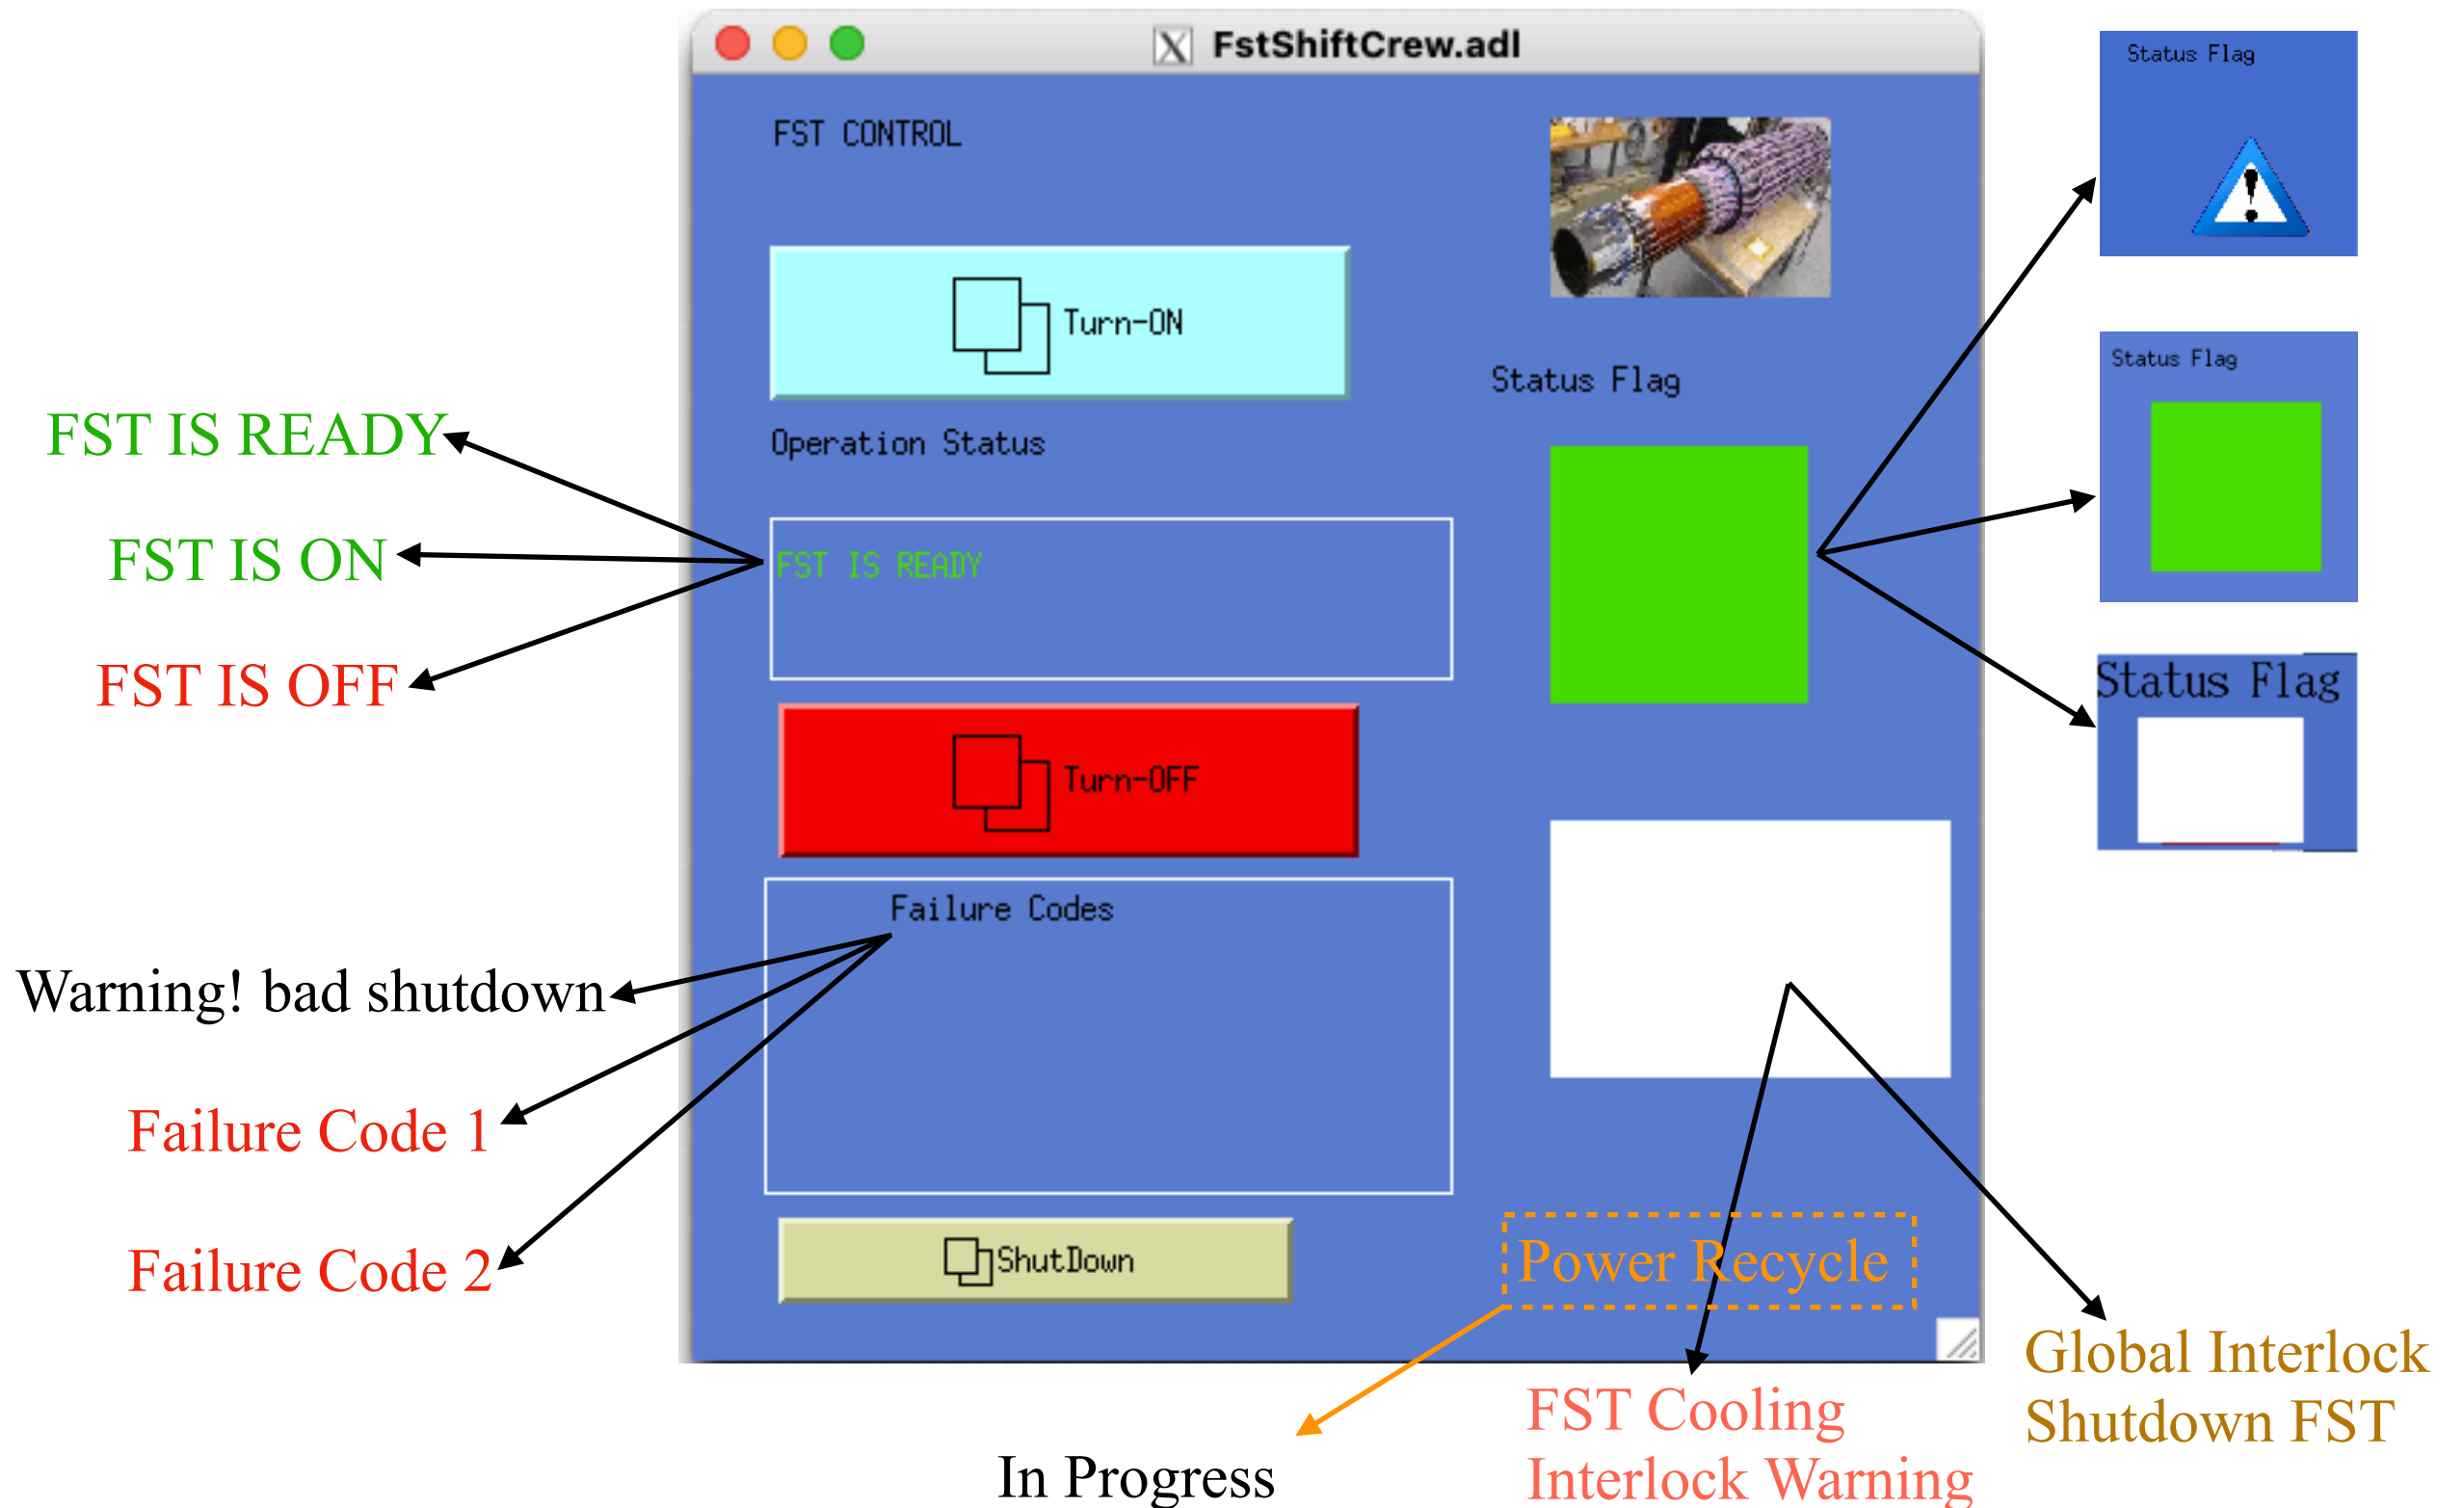 FstShiftCrew.adl
FST CONTROL
Turn-ON
Status Flag
Operation Status
FST IS READY
Turn-OFF
Failure Codes
ShutDown
Power Recycle
FST IS READY
FST IS ON
FST IS OFF
Warning! bad shutdown
Failure Code 1
Failure Code 2
Status Flag
Status Flag
Status Flag
In Progress
FST Cooling
Interlock Warning
Global Interlock
Shutdown FST